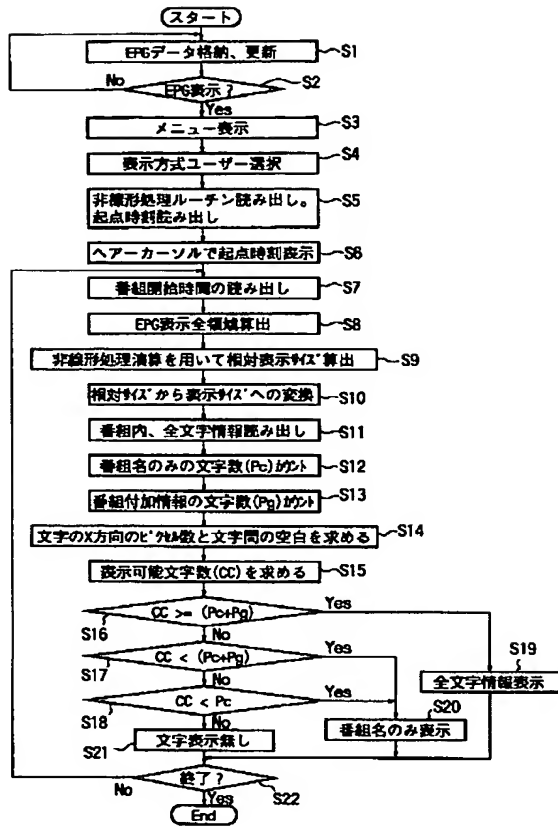 スタート
EPGデータ格納、更新
S1
No
EPG表示?
S2
Yes
メニュー表示
S3
表示方式ユーザー選択
S4
非線形処理ルーチン読み出し。
起点時刻読み出し
S5
ヘアーカーソルで起点時刻表示
S6
番組開始時間の読み出し
S7
EPG表示全領域算出
S8
非線形処理演算を用いて相対表示サイズ算出
S9
相対サイズから表示サイズへの変換
S10
番組内、全文字情報読み出し
S11
番組名のみの文字数(Pc)カウント
S12
番組付加情報の文字数(Pg)カウント
S13
文字のX方向のピクセル数と文字間の空白を求める
S14
表示可能文字数(CC)を求める
S15
CC >= (Pc+Pg)
Yes
S16
No
CC < (Pc+Pg)
Yes
S17
No
S19
全文字情報表示
CC < Pc
Yes
S18
No
S20
番組名のみ表示
文字表示無し
S21
終了?
No
S22
Yes
End